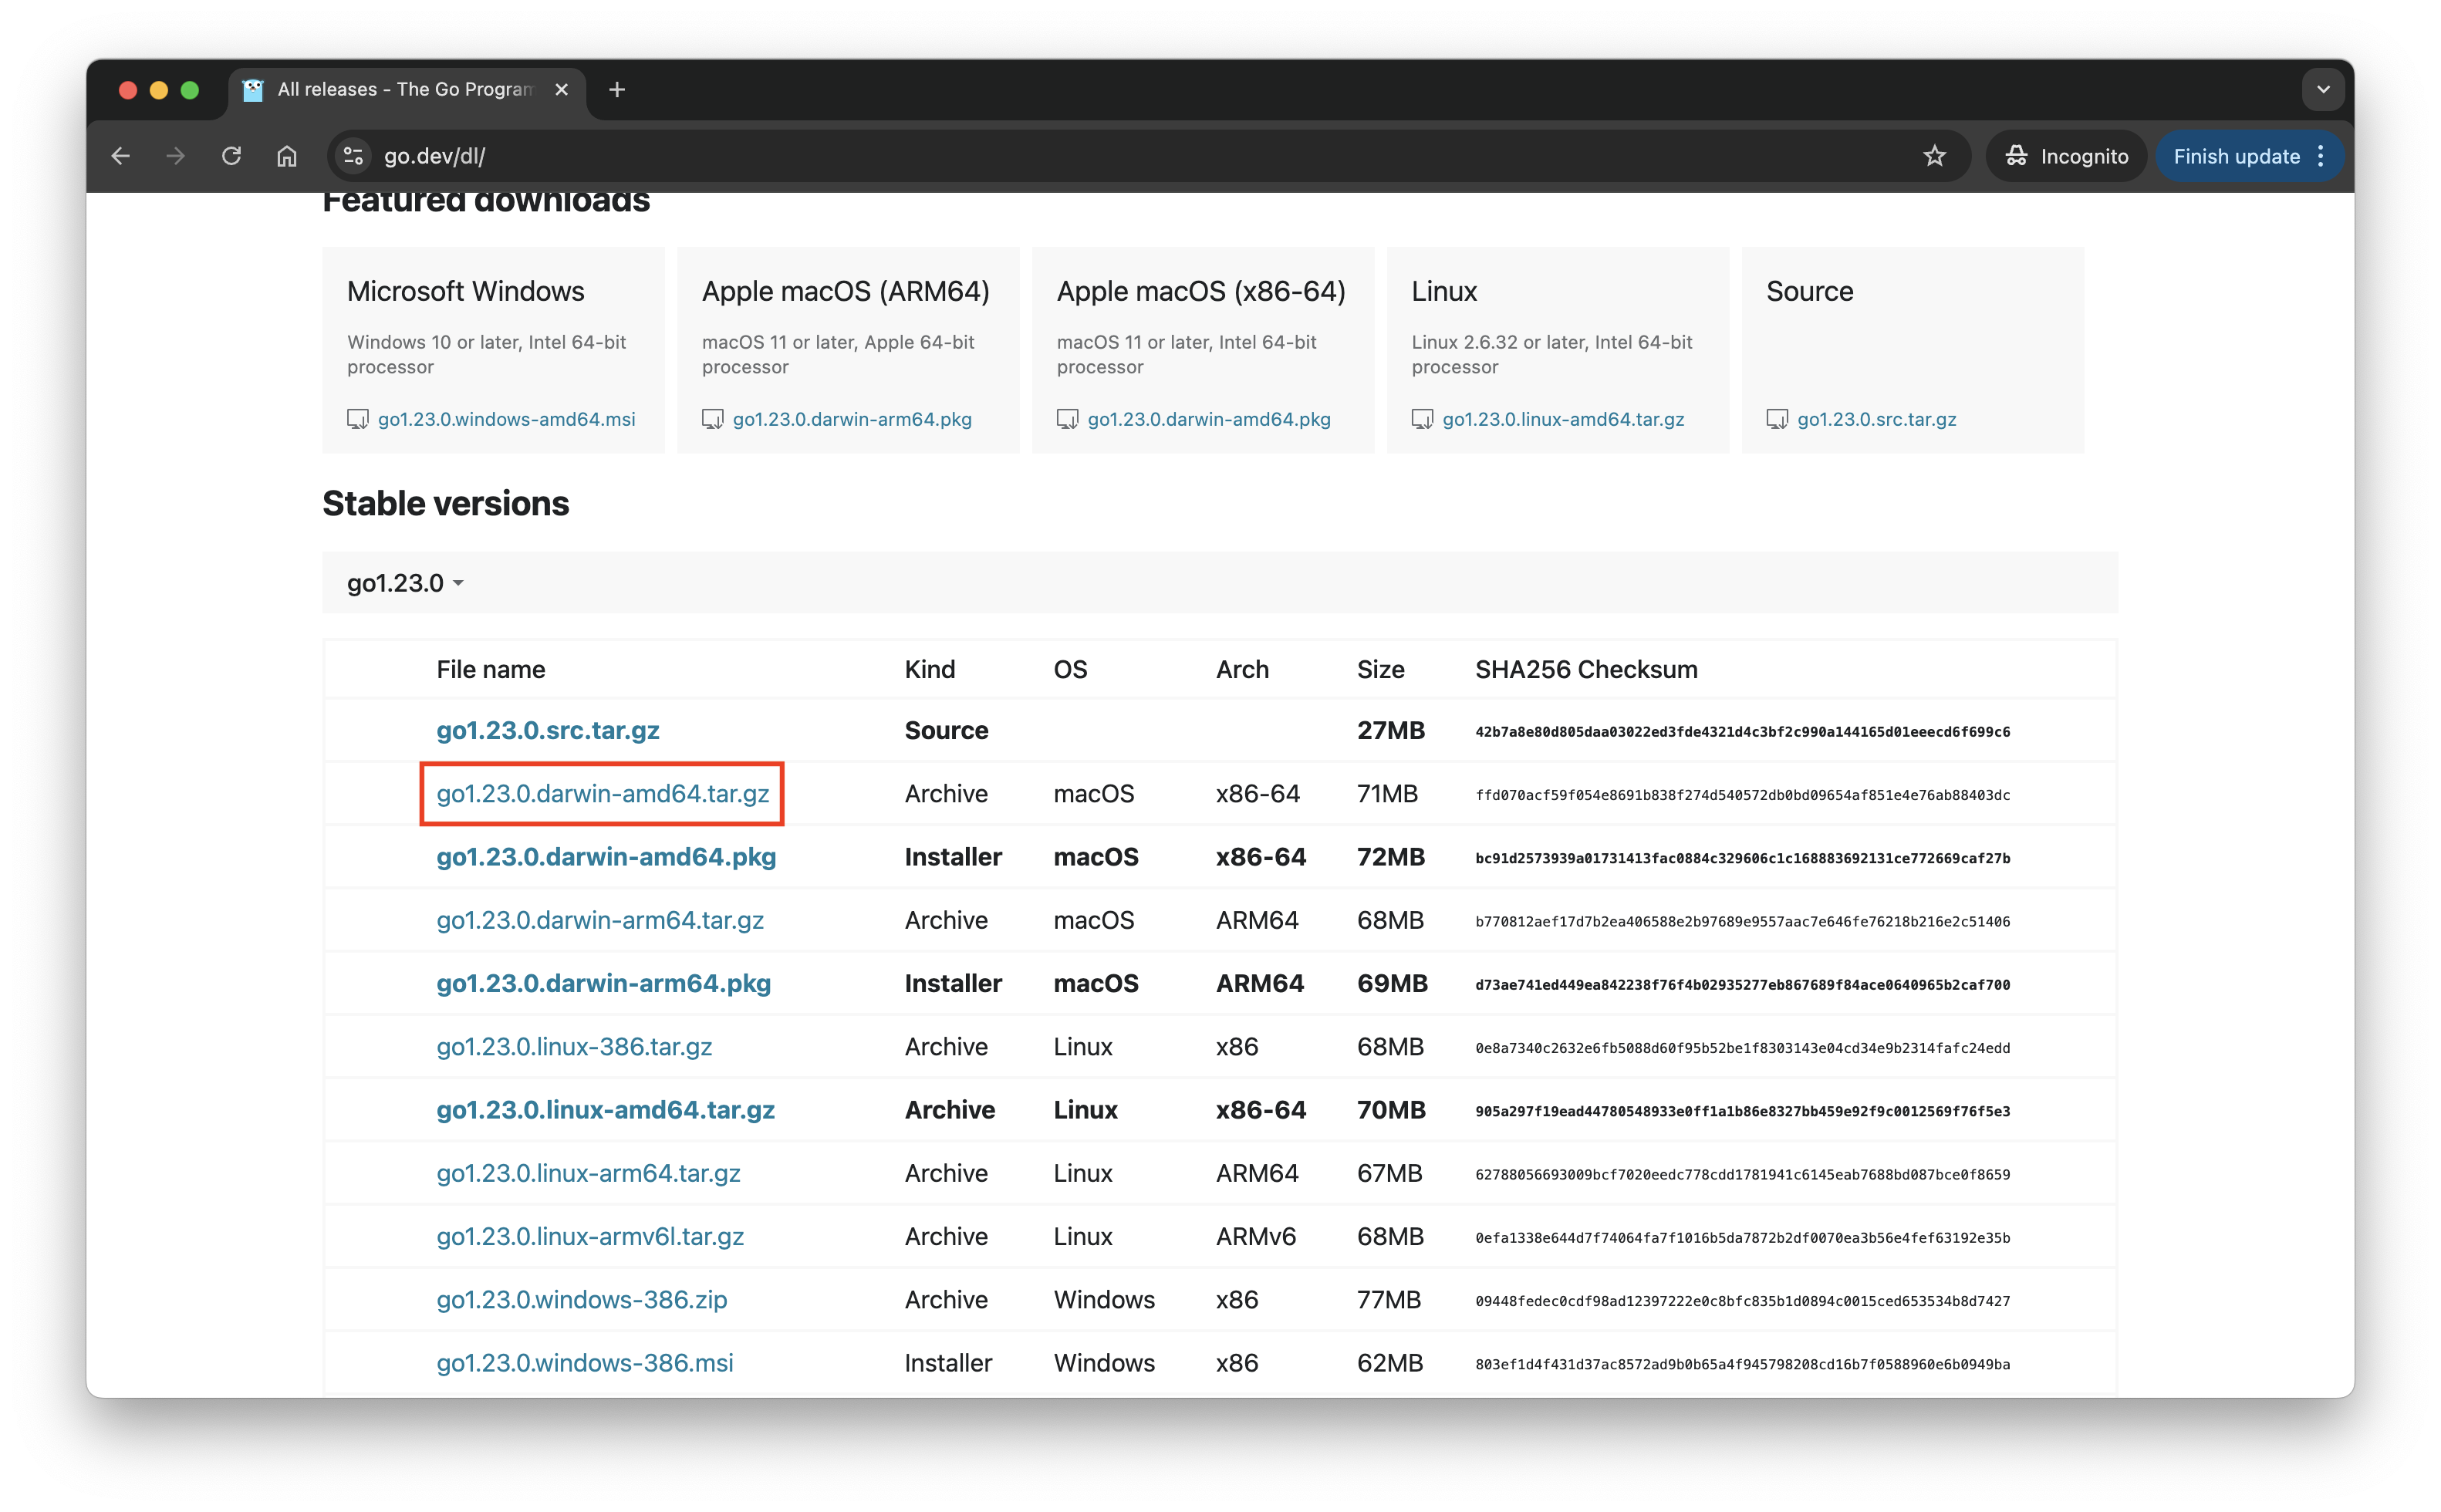 All releases - The Go Program
go.dev/dl/
Incognito
Finish update
Featured downloads
Microsoft Windows
Windows 10 or later, Intel 64-bit
processor
go1.23.0.windows-amd64.msi
Apple macOS (ARM64)
macOS 11 or later, Apple 64-bit
processor
go1.23.0.darwin-arm64.pkg
Apple macOS (x86-64)
macOS 11 or later, Intel 64-bit
processor
go1.23.0.darwin-amd64.pkg
Linux
Linux 2.6.32 or later, Intel 64-bit
processor
go1.23.0.linux-amd64.tar.gz
Source
go1.23.0.src.tar.gz
Stable versions
go1.23.0
File name Kind OS Arch Size SHA256 Checksum
go1.23.0.src.tar.gz Source 27MB 42b7a8e80d805daa03022ed3fde4321d4c3bf2c990a144165d01eeecd6f699c6
go1.23.0.darwin-amd64.tar.gz Archive macOS x86-64 71MB ffd070acf59f054e8691b838f274d540572db0bd09654af851e4e76ab88403dc
go1.23.0.darwin-amd64.pkg Installer macOS x86-64 72MB bc91d2573939a01731413fac0884c329606c1c168883692131ce772669caf27b
go1.23.0.darwin-arm64.tar.gz Archive macOS ARM64 68MB b770812aef17d7b2ea406588e2b97689e9557aac7e646fe76218b216e2c51406
go1.23.0.darwin-arm64.pkg Installer macOS ARM64 69MB d73ae741ed449ea842238f76f4b02935277eb867689f84ace0640965b2caf700
go1.23.0.linux-386.tar.gz Archive Linux x86 68MB 0e8a7340c2632e6fb5088d60f95b52be1f8303143e04cd34e9b2314fafc24edd
go1.23.0.linux-amd64.tar.gz Archive Linux x86-64 70MB 905a297f19ead44780548933e0ff1a1b86e8327bb459e92f9c0012569f76f5e3
go1.23.0.linux-arm64.tar.gz Archive Linux ARM64 67MB 62788056693009bcf7020eedc778cdd1781941c6145eab7688bd087bce0f8659
go1.23.0.linux-armv6l.tar.gz Archive Linux ARMv6 68MB 0efa1338e644d7f74064fa7f1016b5da7872b2df0070ea3b56e4fef63192e35b
go1.23.0.windows-386.zip Archive Windows x86 77MB 09448fedec0cdf98ad12397222e0c8bfc835b1d0894c0015ced653534b8d7427
go1.23.0.windows-386.msi Installer Windows x86 62MB 803ef1d4f431d37ac8572ad9b0b65a4f945798208cd16b7f0588960e6b0949ba